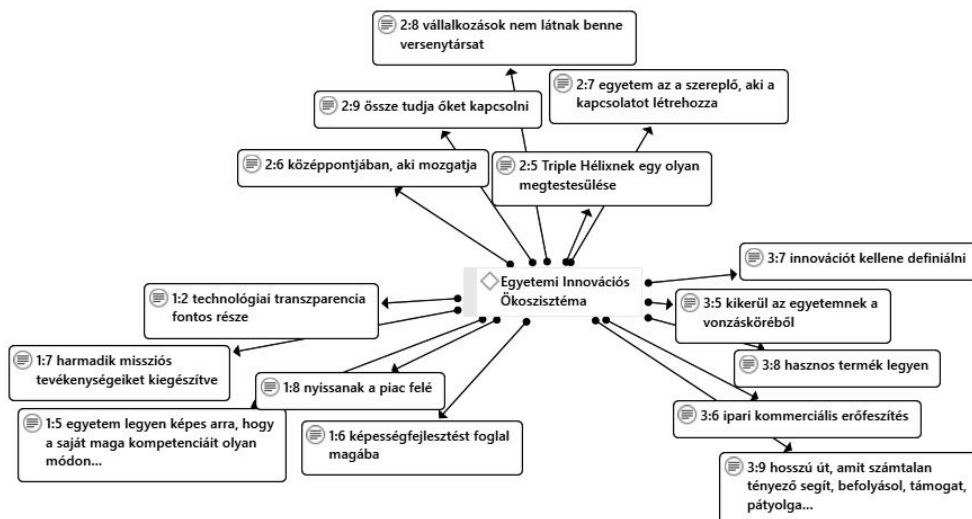 2:8 vállalkozások nem látnak benne
versenytársat
2:7 egyetem az a szereplő, aki a
kapcsolatot létrehozza
2:9 össze tudja őket kapcsolni
2:6 középpontjában, aki mozgatja
2:5 Triple Hélixnek egy olyan
megtestesülése
Egyetemi Innovációs
Ökoszisztéma
3:7 innovációt kellene definiálni
1:2 technológiai transzparencia
fontos része
3:5 kikerül az egyetemnek a
vonzásköréből
1:7 harmadik missziós
tevékenységeiket kiegészítve
3:8 hasznos termék legyen
1:8 nyissanak a piac felé
3:6 ipari kommerciális erőfeszítés
1:5 egyetem legyen képes arra, hogy
a saját maga kompetenciáit olyan
módon...
1:6 képességfejlesztést foglal
magába
3:9 hosszú út, amit számtalan
tényező segít, befolyásol, támogat,
pátyolga...